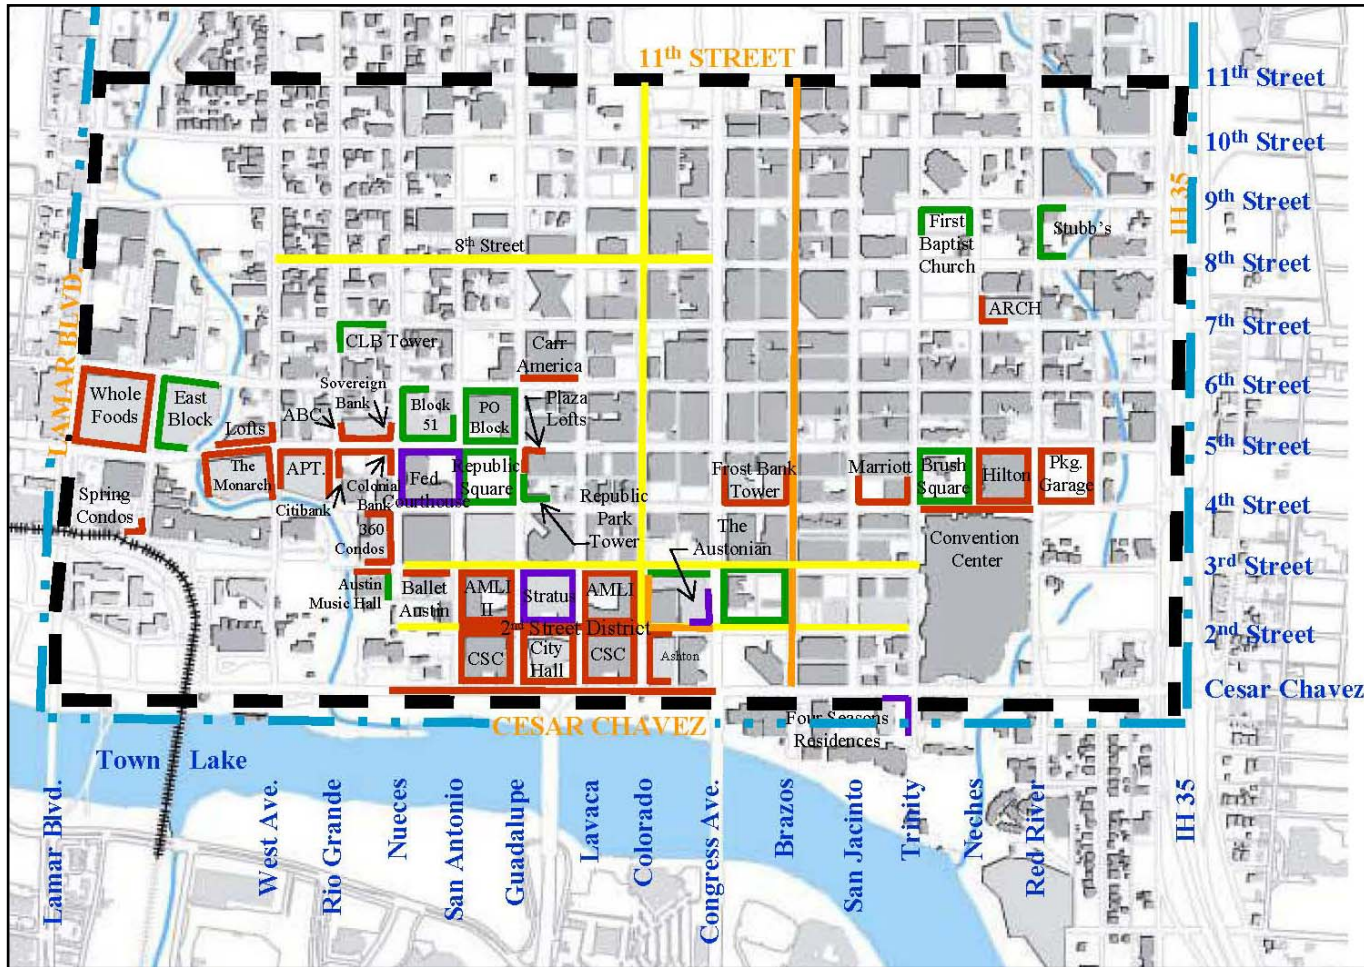 11th STREET
11th Street
10th Street
9th Street
8th Street
7th Street
6th Street
5th Street
4th Street
3rd Street
2nd Street
Cesar Chavez
IH 35
LAMAR BLVD.
8th Street
First
Baptist
Church
Stubb's
ARCH
CLB Tower
Carr
America
Sovereign
Bank
ABC
Plaza
Lofts
Whole
Foods
East
Block
Lofts
Block
51
PO
Block
The
Monarch
APT.
Citibank
Colonial
Bank
Fed.
Courthouse
Republic
Square
Republic
Park
Tower
Frost Bank
Tower
Marriott
Brush
Square
Hilton
Pkg.
Garage
Spring
Condos
360
Condos
The
Austonian
Convention
Center
Austin
Music Hall
Ballet
Austin
AMLI
II
Stratus
AMLI
2nd Street District
CSC
City
Hall
CSC
Ashton
CESAR CHAVEZ
Four Seasons
Residences
Town Lake
Lamar Blvd.
West Ave.
Rio Grande
Nueces
San Antonio
Guadalupe
Lavaca
Colorado
Congress Ave.
Brazos
San Jacinto
Trinity
Neches
Red River
IH 35